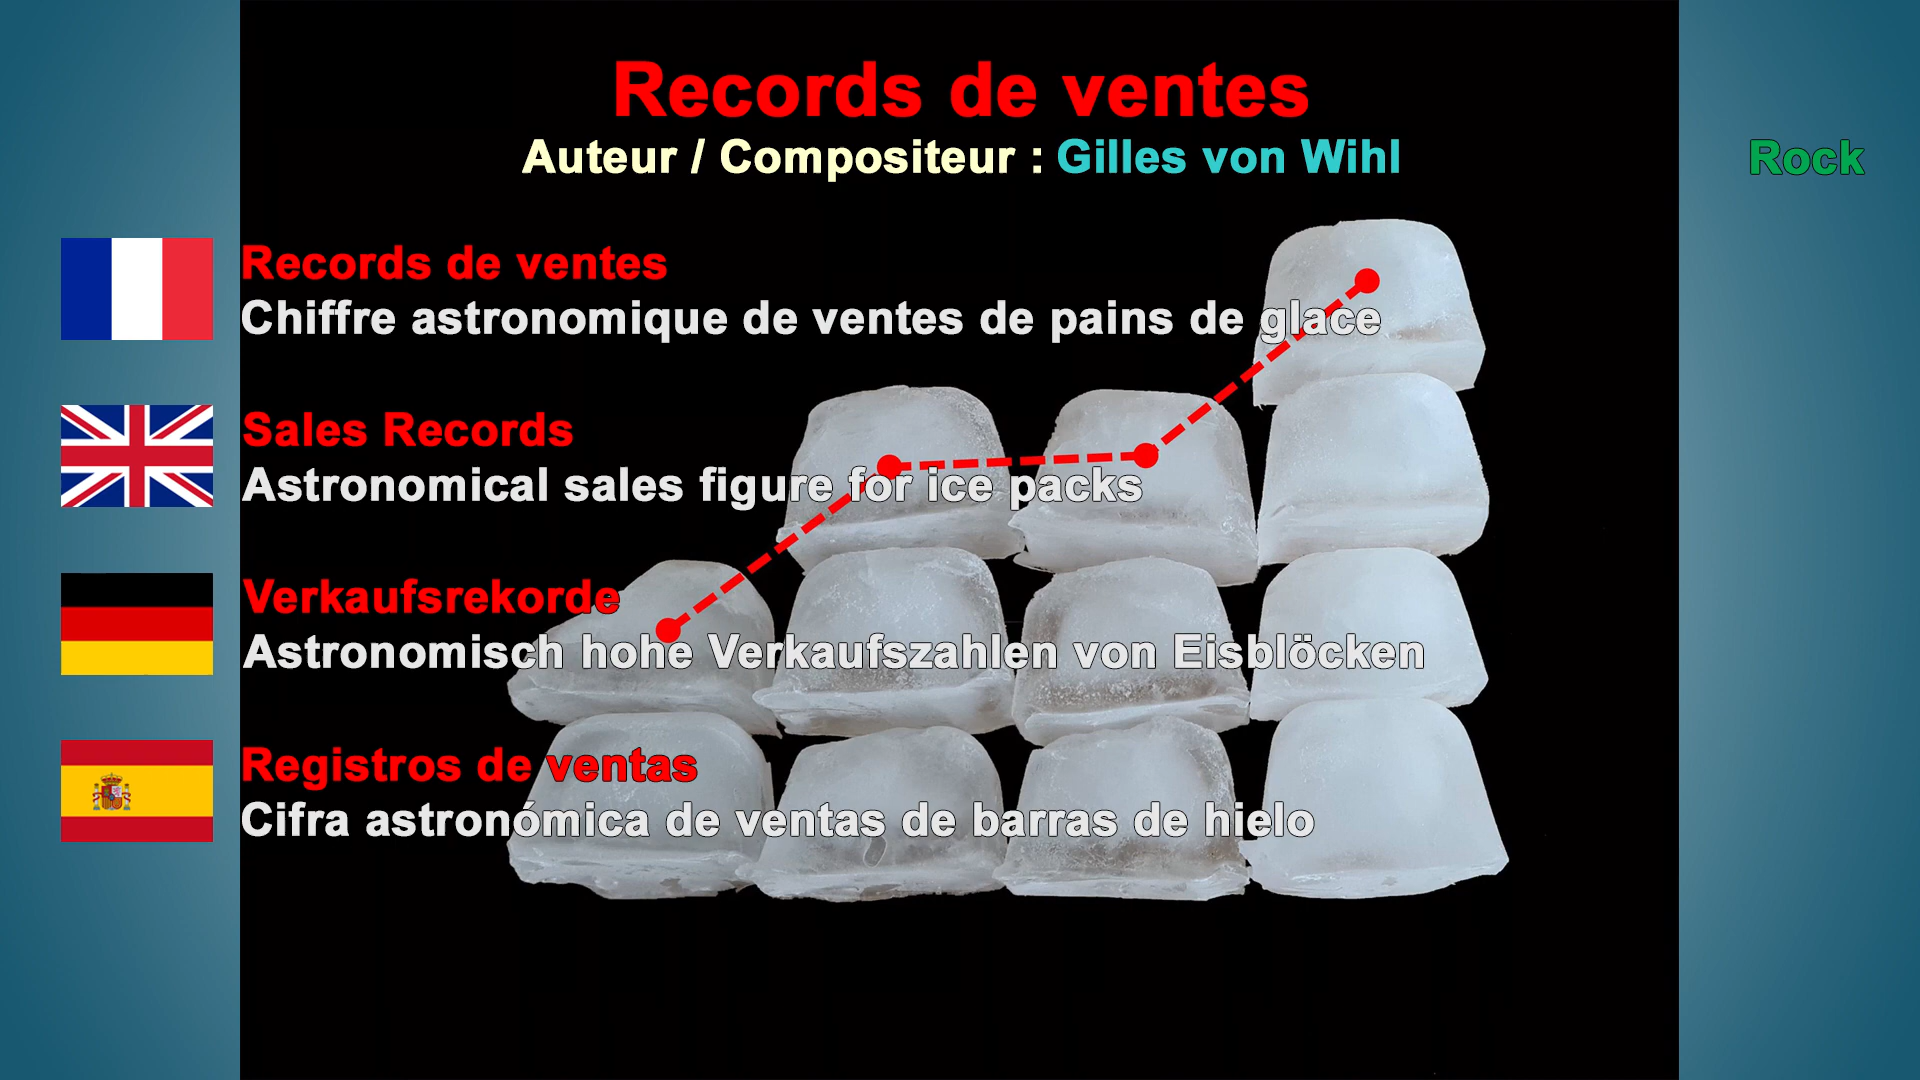 Records de ventes
Auteur / Compositeur : Gilles von Wihl
Rock
Records de ventes
Chiffre astronomique de ventes de pains de glace
Sales Records
Astronomical sales figure for ice packs
Verkaufsrekorde
Astronomisch hohe Verkaufszahlen von Eisblöcken
Registros de ventas
Cifra astronómica de ventas de barras de hielo